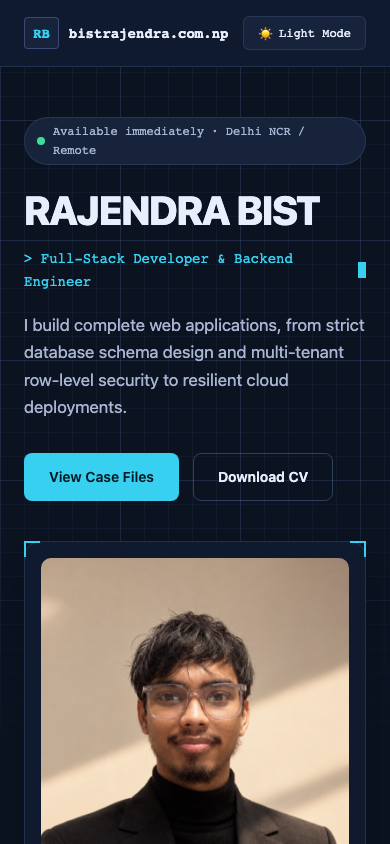 RB bistrajendra.com.np ☀️ Light Mode
Available immediately · Delhi NCR /
Remote
RAJENDRA BIST
> Full-Stack Developer & Backend
Engineer
I build complete web applications, from strict
database schema design and multi-tenant
row-level security to resilient cloud
deployments.
View Case Files Download CV